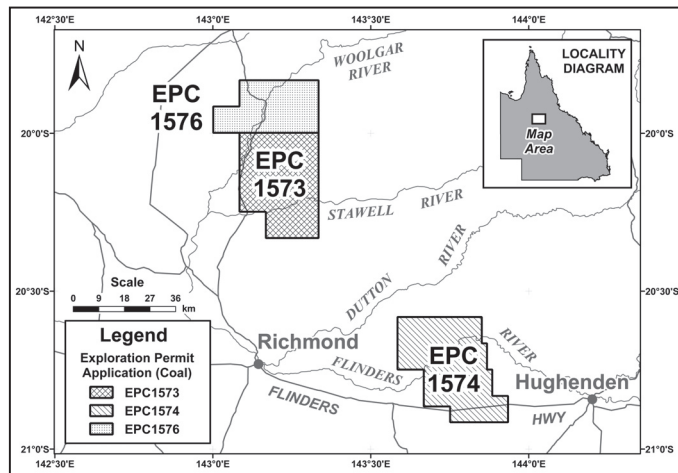 142°30'E
143°0'E
143°30'E
144°0'E
N
WOOLGAR
RIVER
LOCALITY
DIAGRAM
Map
Area
EPC
1576
20°0'S
20°0'S
EPC
1573
STAWELL RIVER
DUTTON RIVER
Scale
0 9 18 27 36
km
20°30'S
20°30'S
Legend
Exploration Permit
Application (Coal)
EPC1573
EPC1574
EPC1576
Richmond
FLINDERS RIVER
EPC
1574
Hughenden
FLINDERS HWY
21°0'S
21°0'S
142°30'E
143°0'E
143°30'E
144°0'E